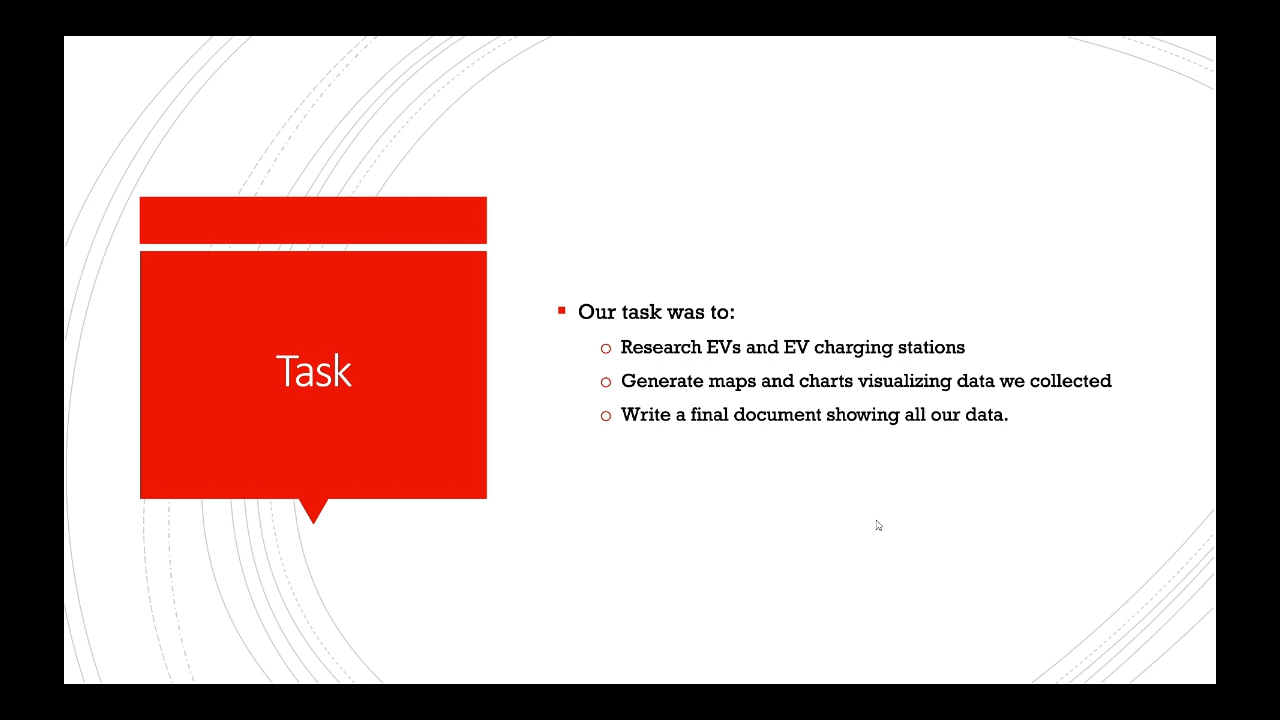 Task
Our task was to:
Research EVs and EV charging stations
Generate maps and charts visualizing data we collected
Write a final document showing all our data.